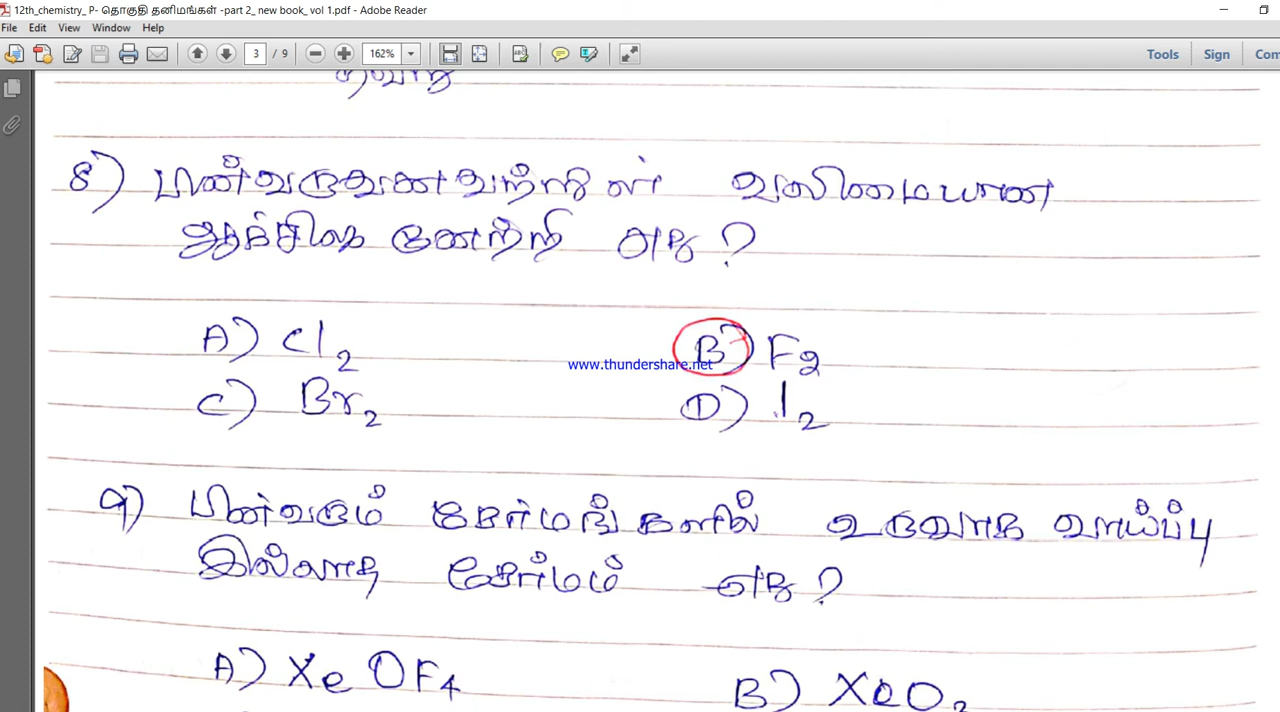 12th_chemistry_ P- தொகுதி தனிமங்கள் -part 2_ new book_ vol 1.pdf - Adobe Reader
File Edit View Window Help
3 / 9 162% Tools Sign Com
8) பின்வருவனவற்றுள் வலிமையான
ஆக்சிஜனேற்றி எது?
A) Cl2 B) F2
www.thundershare.net
C) Br2 D) I2
9) பின்வரும் சேர்மங்களில் உருவாக வாய்ப்பு
இல்லாத சேர்மம் எது?
A) XeOF4 B) XeO3